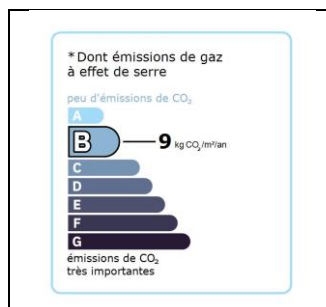 *Dont émissions de gaz
à effet de serre
peu d'émissions de CO₂
A
B 9 kg CO₂/m²/an
C
D
E
F
G
émissions de CO₂
très importantes